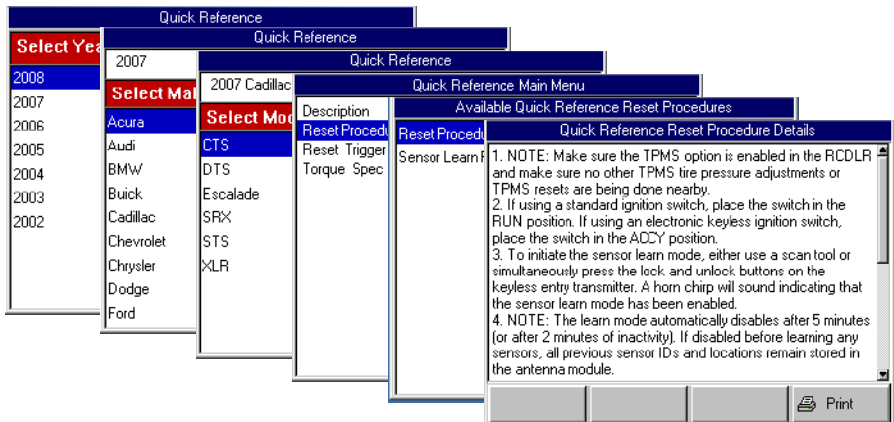 Quick Reference
Select Yea
2008
2007
2006
2005
2004
2003
2002
Quick Reference
2007
Select Mal
Acura
Audi
BMW
Buick
Cadillac
Chevrolet
Chrysler
Dodge
Ford
Quick Reference
2007 Cadillac
Select Mod
CTS
DTS
Escalade
SRX
STS
XLR
Quick Reference Main Menu
Description
Reset Procedu
Reset Trigger
Torque Spec
Available Quick Reference Reset Procedures
Reset Procedu
Sensor Learn P
Quick Reference Reset Procedure Details
1. NOTE: Make sure the TPMS option is enabled in the RCDLR
and make sure no other TPMS tire pressure adjustments or
TPMS resets are being done nearby.
2. If using a standard ignition switch, place the switch in the
RUN position. If using an electronic keyless ignition switch,
place the switch in the ACCY position.
3. To initiate the sensor learn mode, either use a scan tool or
simultaneously press the lock and unlock buttons on the
keyless entry transmitter. A horn chirp will sound indicating that
the sensor learn mode has been enabled.
4. NOTE: The learn mode automatically disables after 5 minutes
(or after 2 minutes of inactivity). If disabled before learning any
sensors, all previous sensor IDs and locations remain stored in
the antenna module.
Print